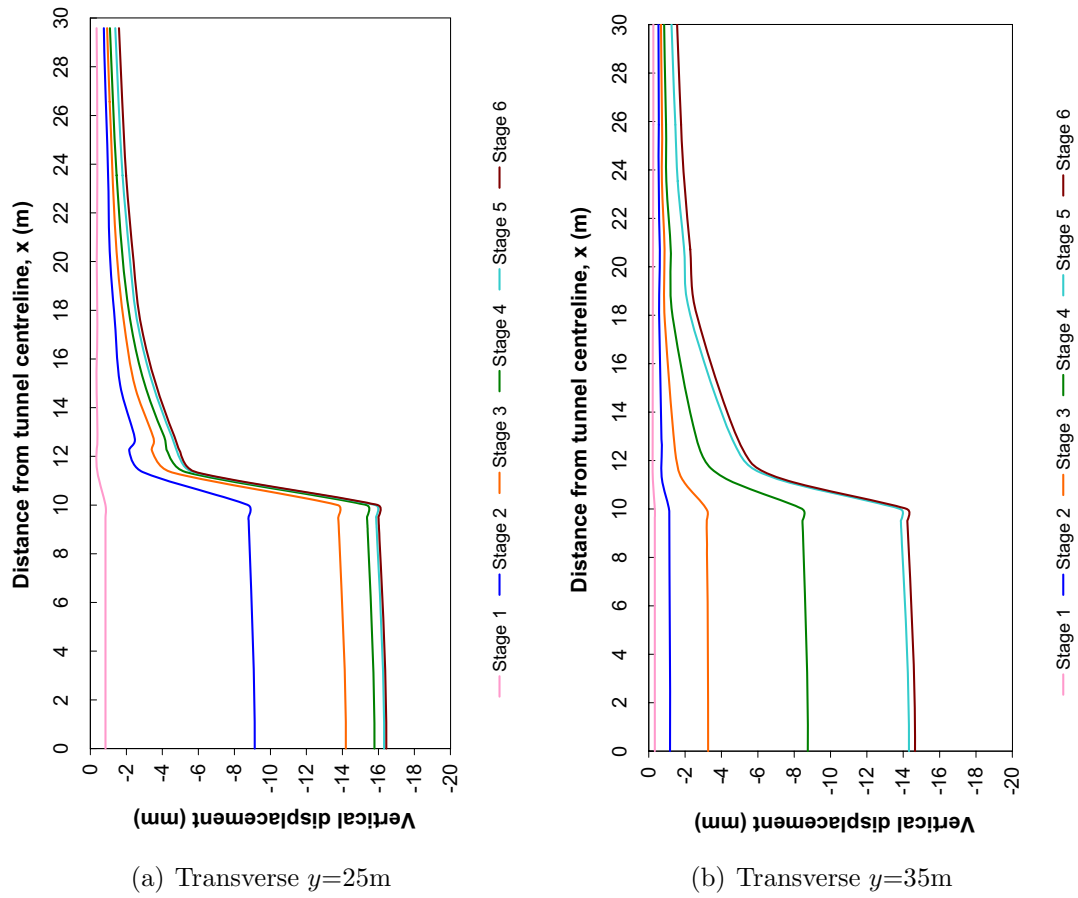 Distance from tunnel centreline, x (m)
0 2 4 6 8 10 12 14 16 18 20 22 24 26 28 30
0
-2
-4
-6
-8
-10
-12
-14
-16
-18
-20
Vertical displacement (mm)
Stage 1 Stage 2 Stage 3 Stage 4 Stage 5 Stage 6
(a) Transverse y=25m
Distance from tunnel centreline, x (m)
0 2 4 6 8 10 12 14 16 18 20 22 24 26 28 30
0
-2
-4
-6
-8
-10
-12
-14
-16
-18
-20
Vertical displacement (mm)
Stage 1 Stage 2 Stage 3 Stage 4 Stage 5 Stage 6
(b) Transverse y=35m